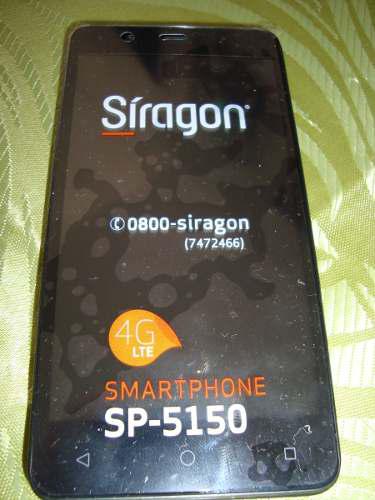 Síragon
✆0800-siragon
(7472466)
4G
LTE
SMARTPHONE
SP-5150